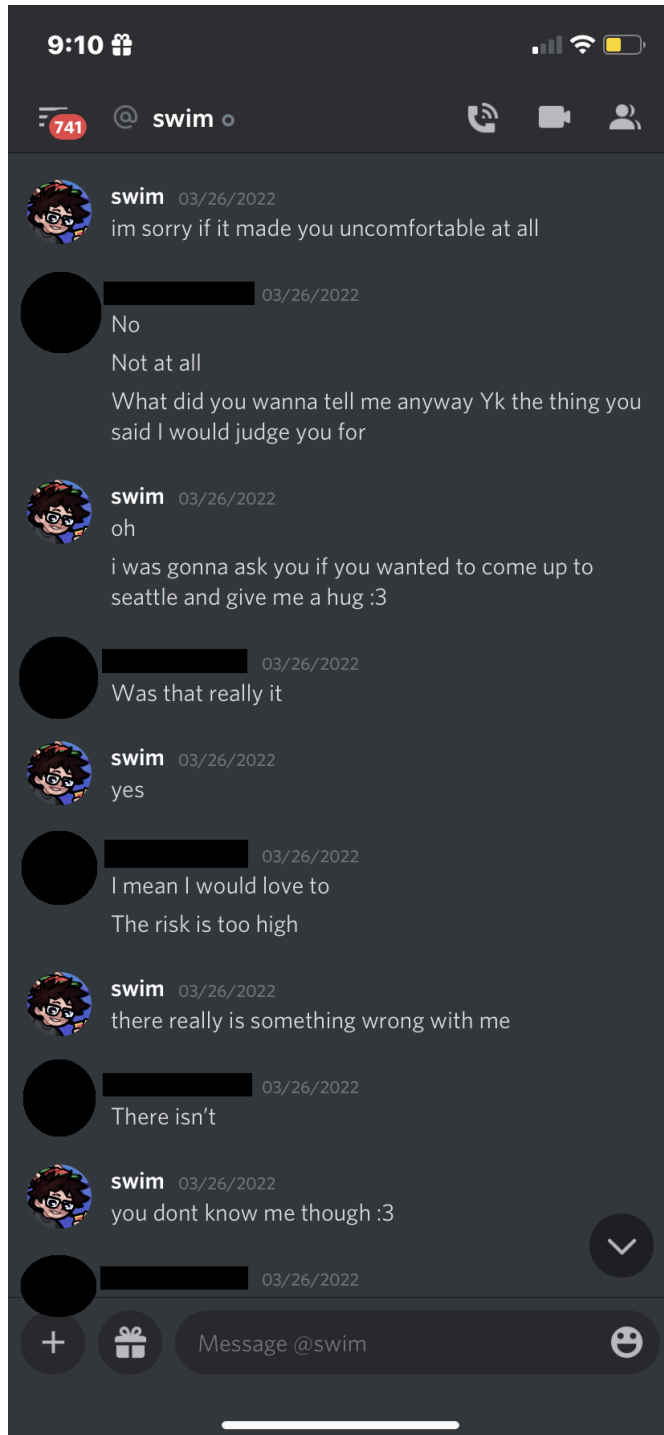 9:10
741
@ swim
swim 03/26/2022
im sorry if it made you uncomfortable at all
03/26/2022
No
Not at all
What did you wanna tell me anyway Yk the thing you
said I would judge you for
swim 03/26/2022
oh
i was gonna ask you if you wanted to come up to
seattle and give me a hug :3
03/26/2022
Was that really it
swim 03/26/2022
yes
03/26/2022
I mean I would love to
The risk is too high
swim 03/26/2022
there really is something wrong with me
03/26/2022
There isn’t
swim 03/26/2022
you dont know me though :3
03/26/2022
Message @swim